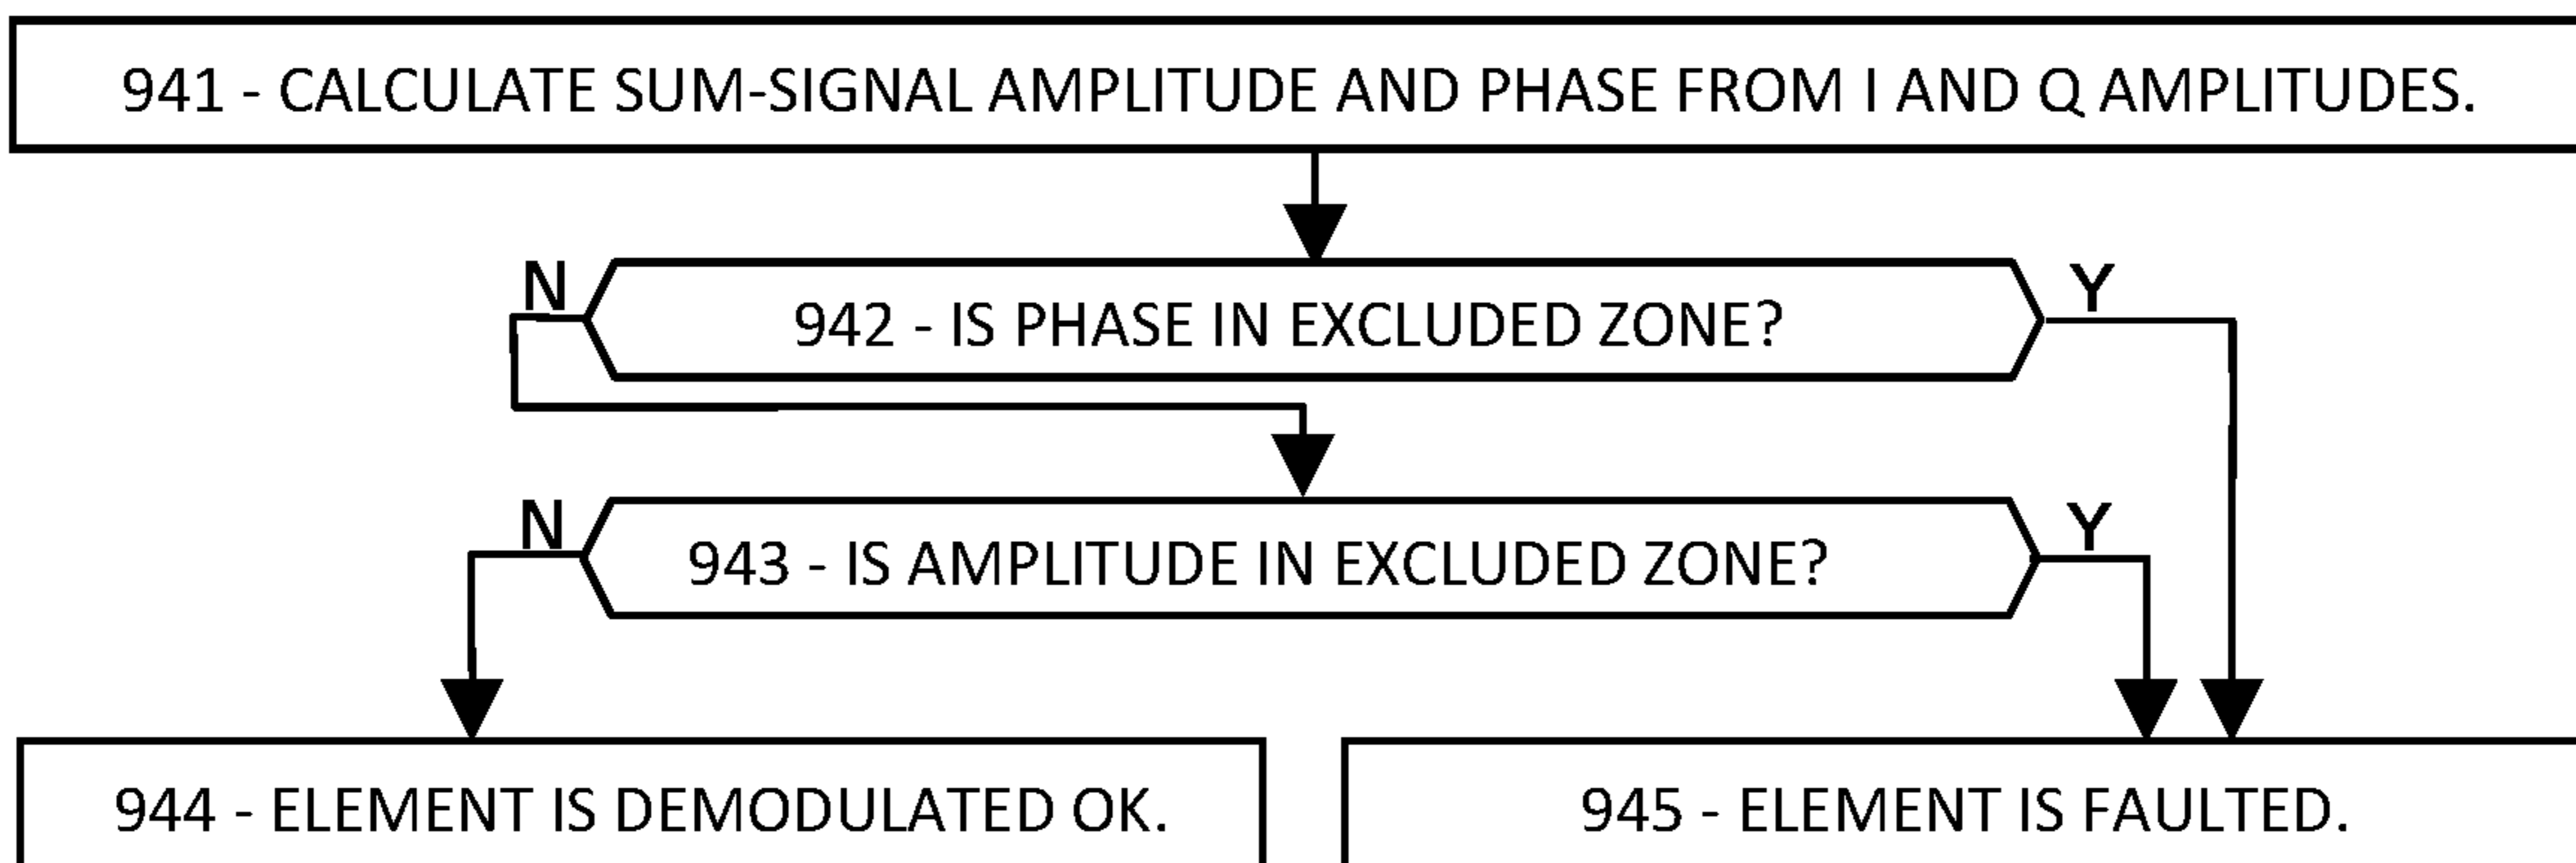 941 - CALCULATE SUM-SIGNAL AMPLITUDE AND PHASE FROM I AND Q AMPLITUDES.
N
Y
942 - IS PHASE IN EXCLUDED ZONE?
N
Y
943 - IS AMPLITUDE IN EXCLUDED ZONE?
944 - ELEMENT IS DEMODULATED OK.
945 - ELEMENT IS FAULTED.